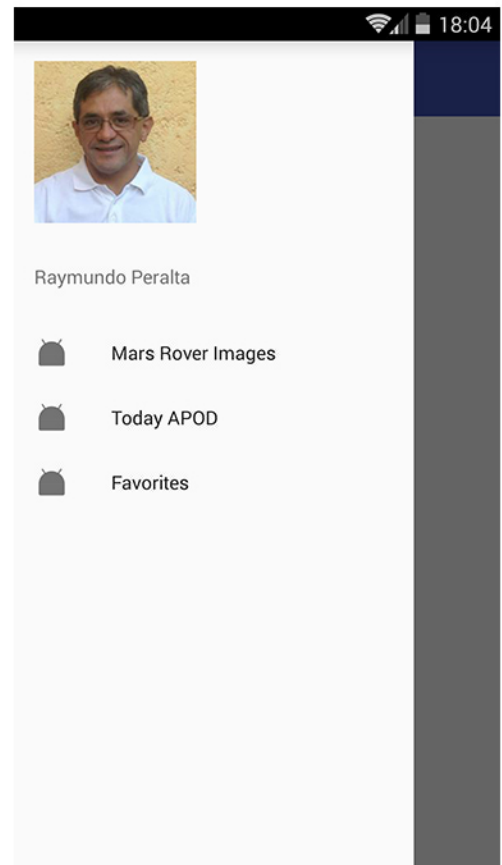 18:04
Raymundo Peralta
Mars Rover Images
Today APOD
Favorites